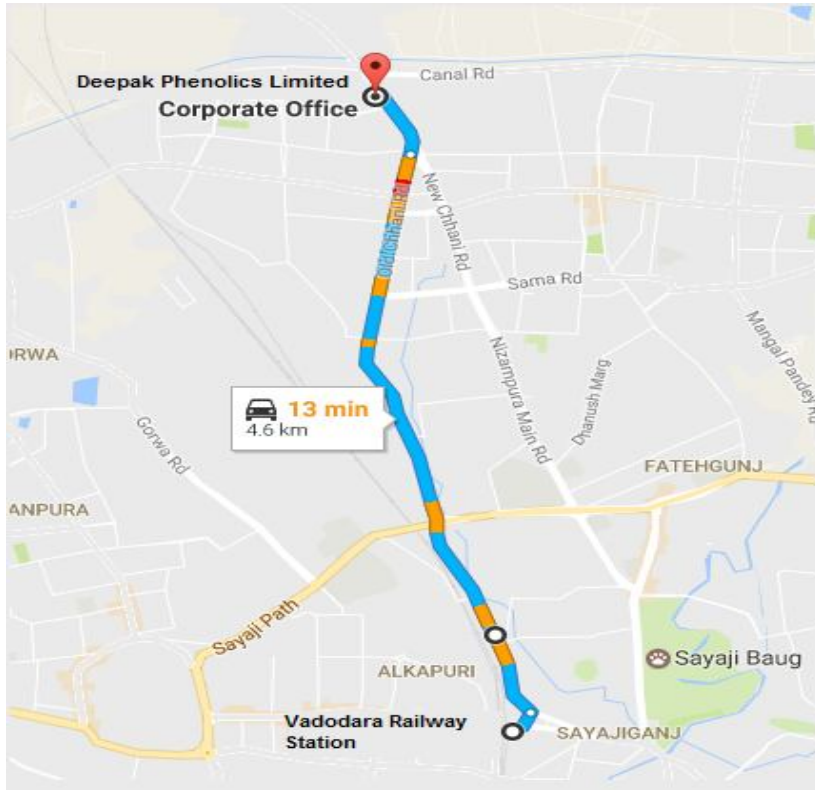 Deepak Phenolics Limited
Corporate Office
Canal Rd
New Chhani Rd
Sama Rd
Mangal Pandey Rd
ORWA
Nizampura Main Rd
Dhanush Marg
13 min
4.6 km
Gorwa Rd
FATEHGUNJ
ANPURA
Sayaji Path
Sayaji Baug
ALKAPURI
Vadodara Railway
Station
SAYAJIGANJ